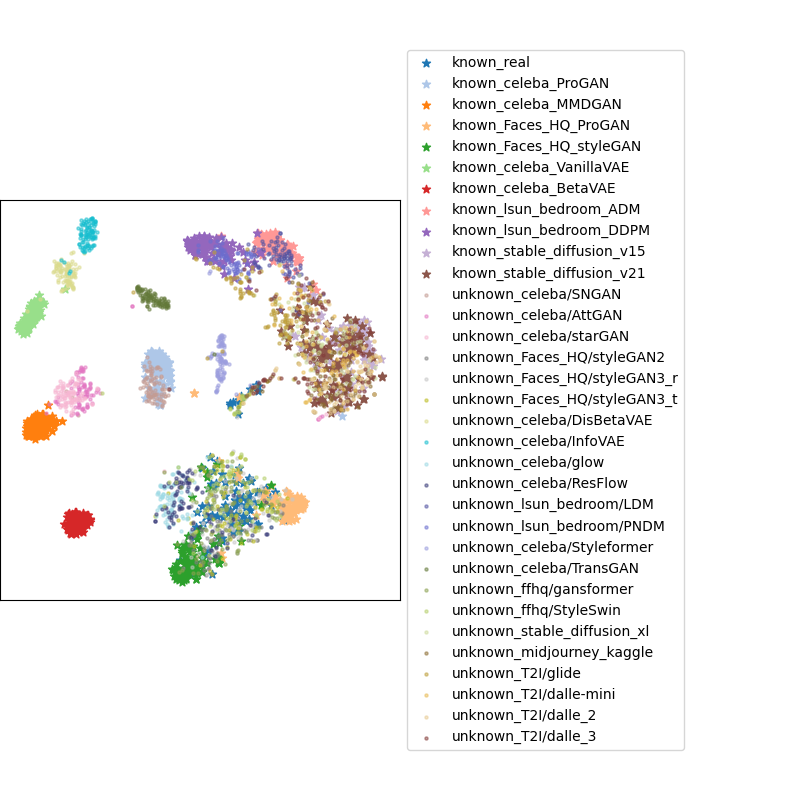 known_real
known_celeba_ProGAN
known_celeba_MMDGAN
known_Faces_HQ_ProGAN
known_Faces_HQ_styleGAN
known_celeba_VanillaVAE
known_celeba_BetaVAE
known_lsun_bedroom_ADM
known_lsun_bedroom_DDPM
known_stable_diffusion_v15
known_stable_diffusion_v21
unknown_celeba/SNGAN
unknown_celeba/AttGAN
unknown_celeba/starGAN
unknown_Faces_HQ/styleGAN2
unknown_Faces_HQ/styleGAN3_r
unknown_Faces_HQ/styleGAN3_t
unknown_celeba/DisBetaVAE
unknown_celeba/InfoVAE
unknown_celeba/glow
unknown_celeba/ResFlow
unknown_lsun_bedroom/LDM
unknown_lsun_bedroom/PNDM
unknown_celeba/Styleformer
unknown_celeba/TransGAN
unknown_ffhq/gansformer
unknown_ffhq/StyleSwin
unknown_stable_diffusion_xl
unknown_midjourney_kaggle
unknown_T2I/glide
unknown_T2I/dalle-mini
unknown_T2I/dalle_2
unknown_T2I/dalle_3